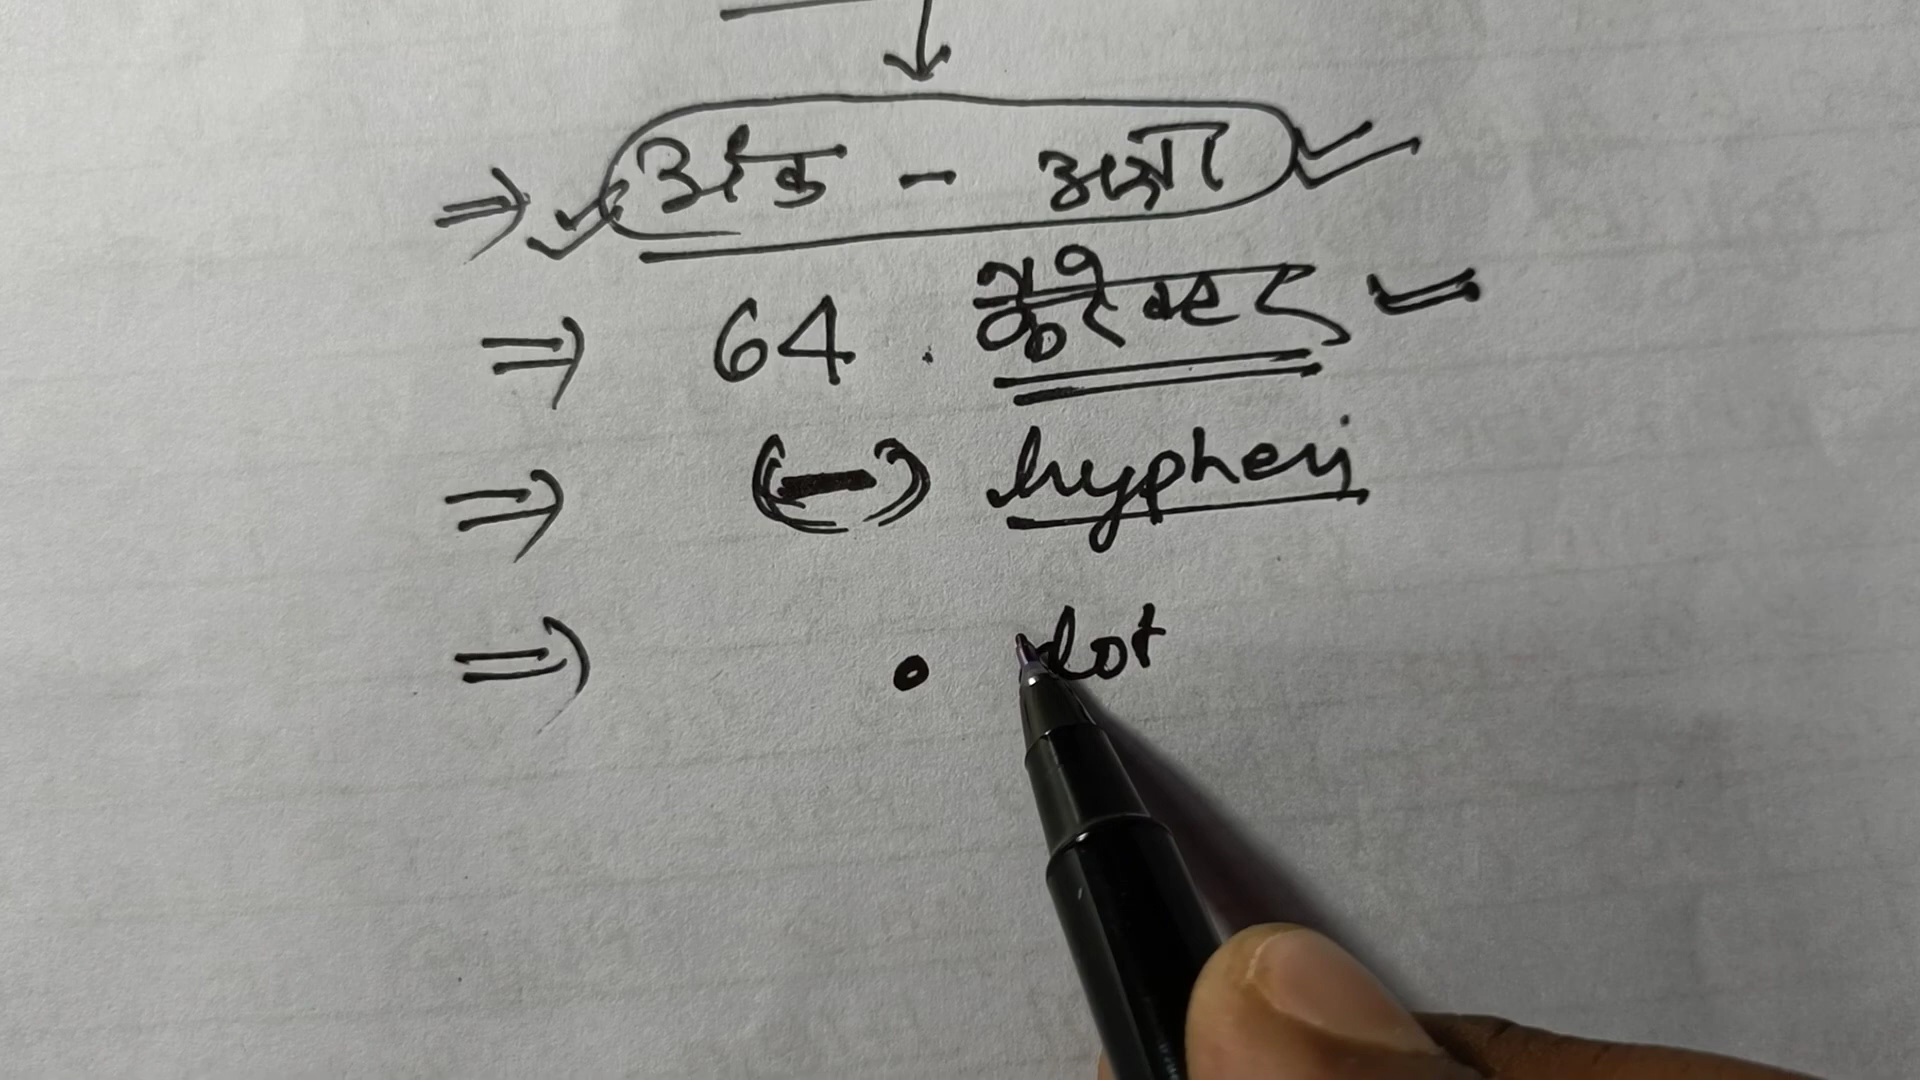 ⇒ अंक - अक्षर
⇒ 64 कैरेक्टर
⇒ (-) hyphen
⇒ . dot